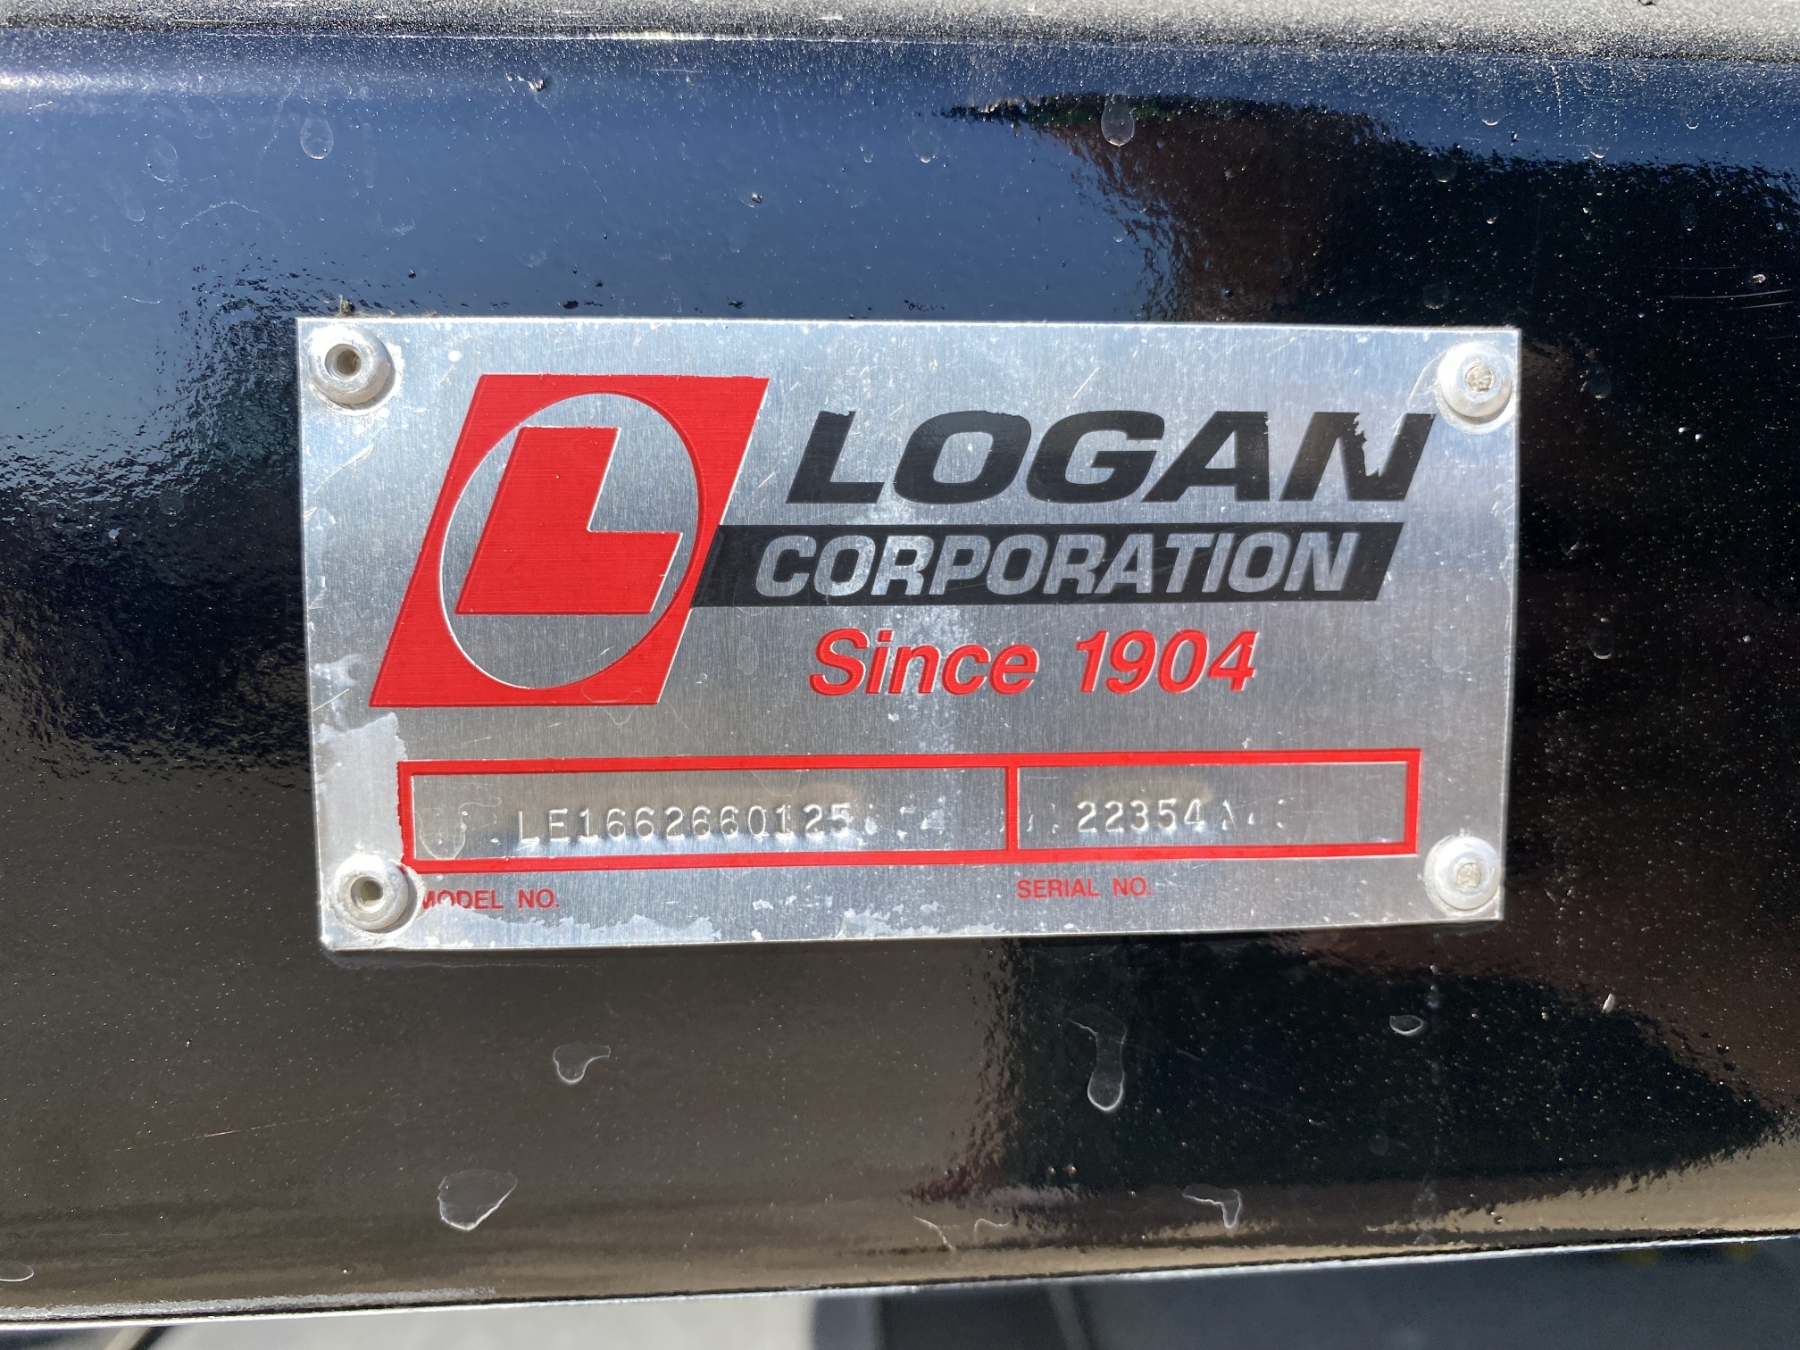 L
LOGAN
CORPORATION
Since 1904
LE1662660125 22354
MODEL NO. SERIAL NO.